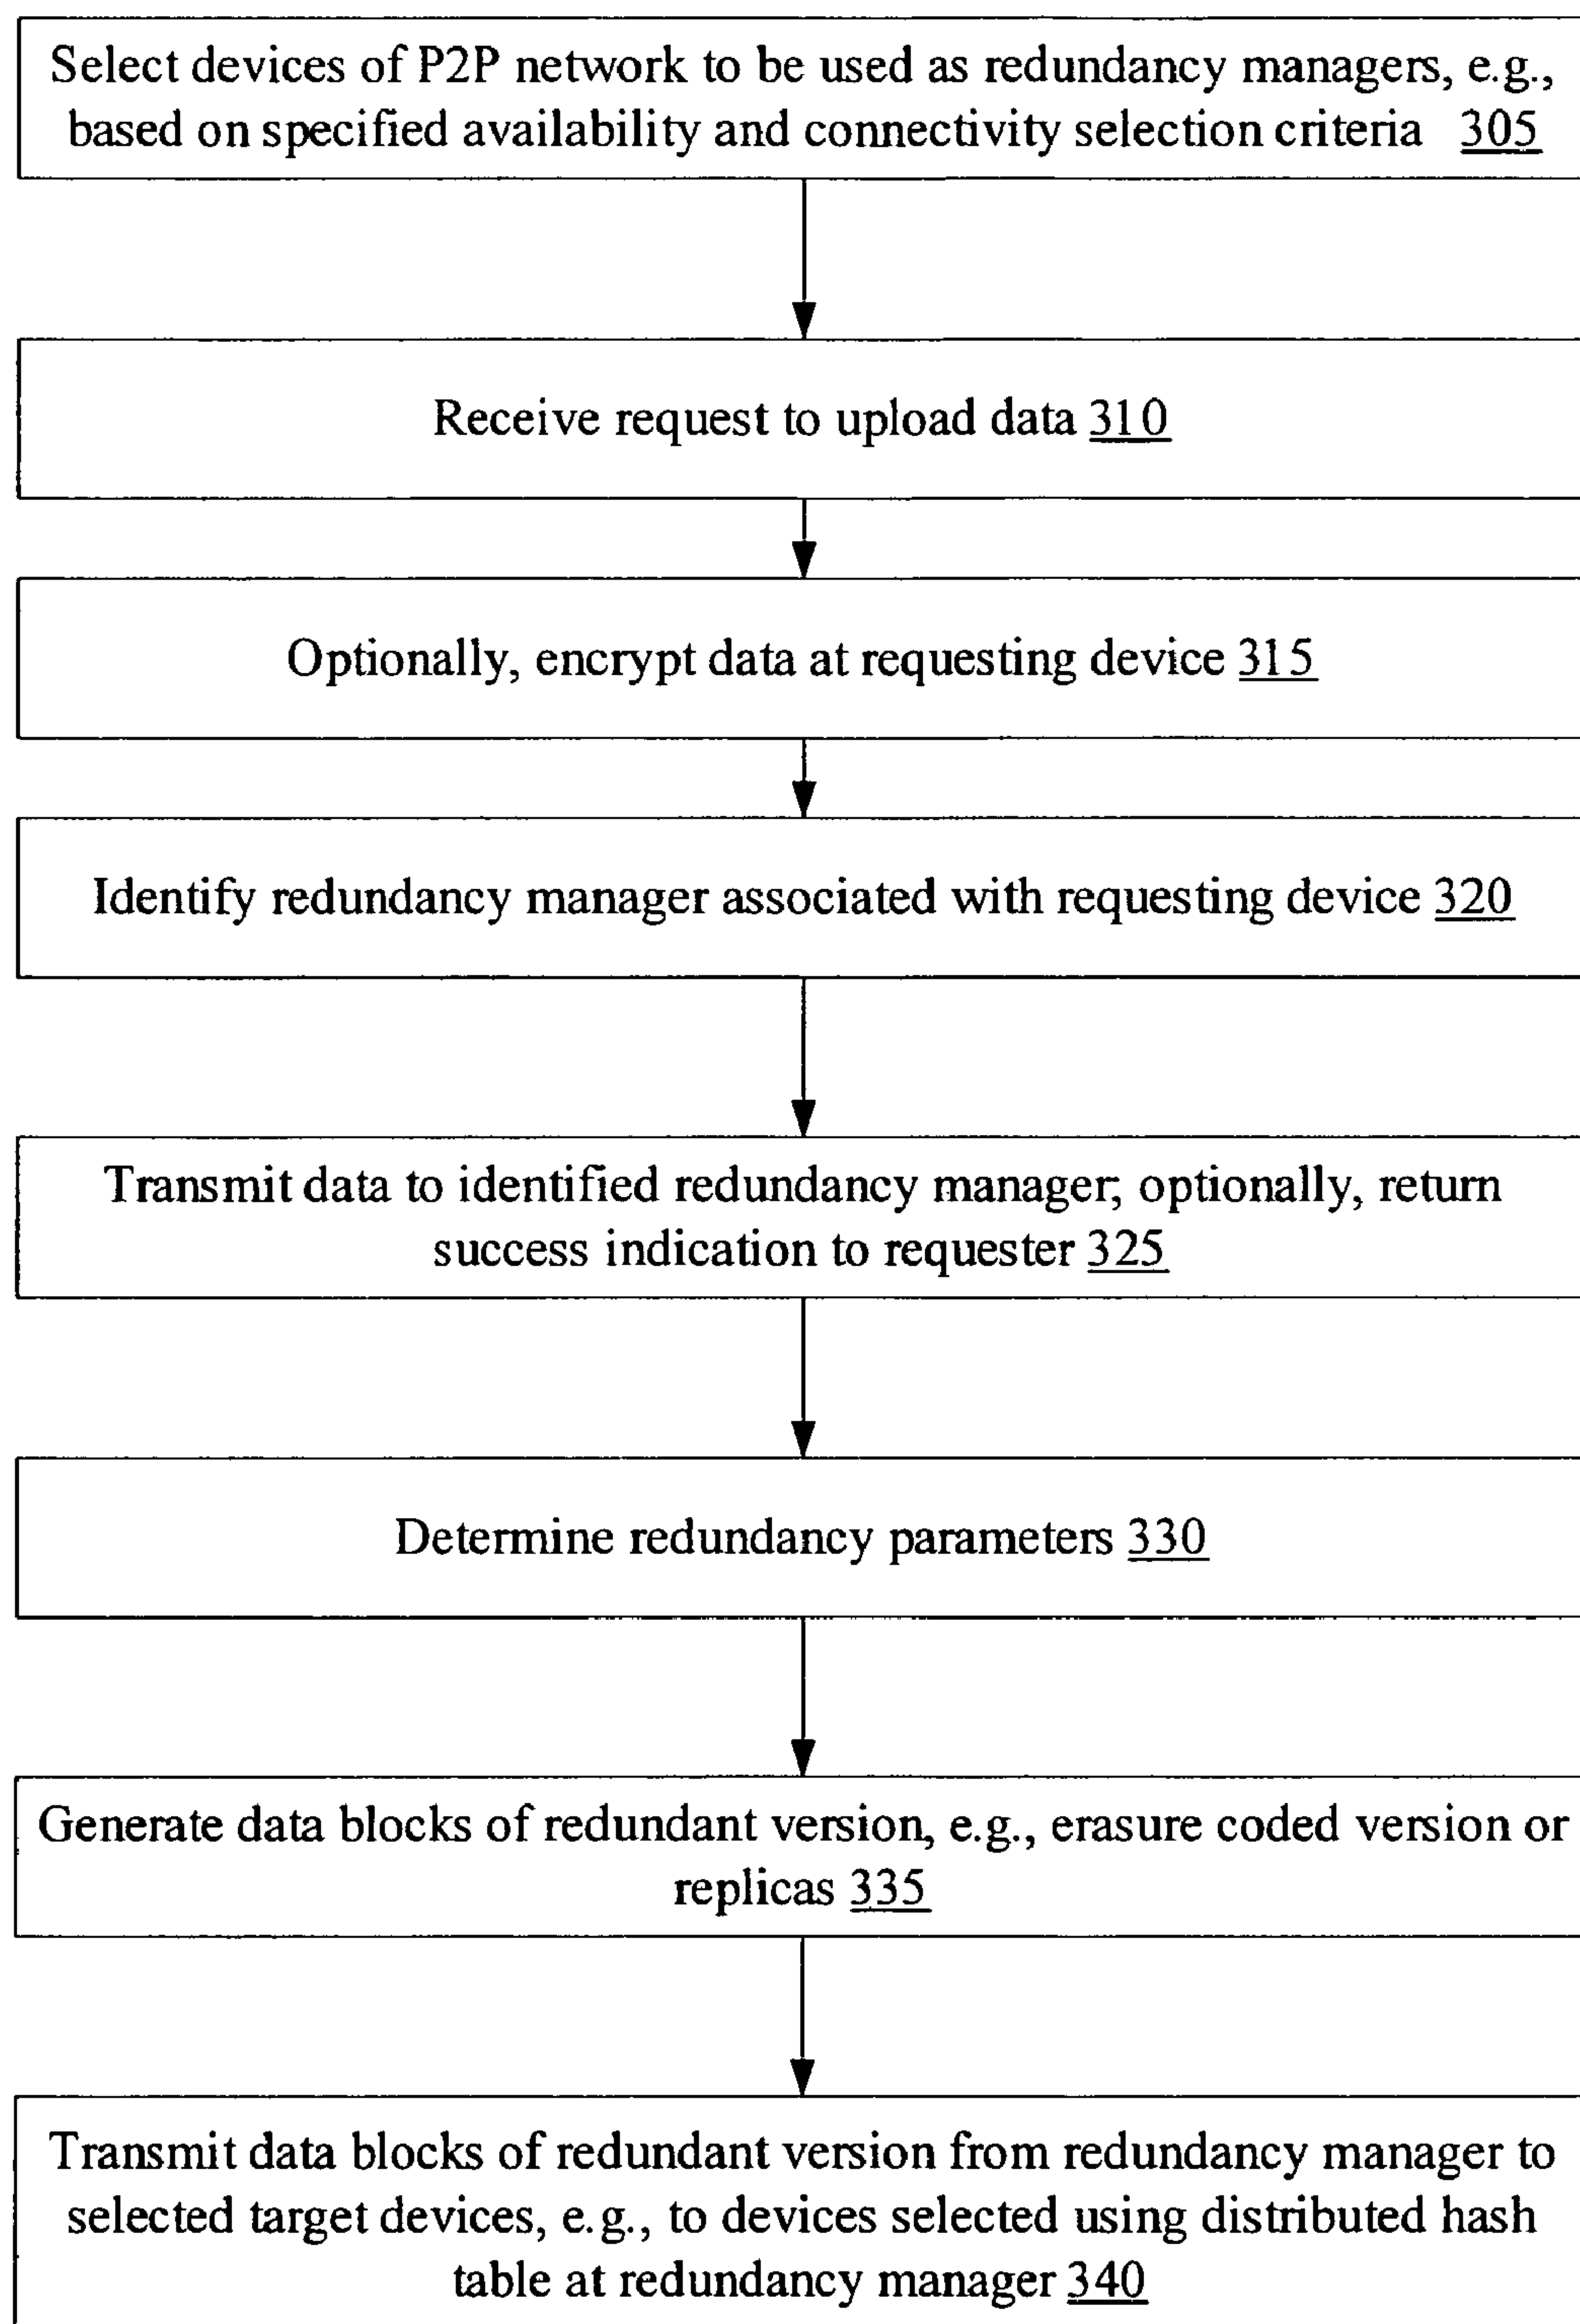 Select devices of P2P network to be used as redundancy managers, e.g.,
based on specified availability and connectivity selection criteria 305
Receive request to upload data 310
Optionally, encrypt data at requesting device 315
Identify redundancy manager associated with requesting device 320
Transmit data to identified redundancy manager; optionally, return
success indication to requester 325
Determine redundancy parameters 330
Generate data blocks of redundant version, e.g., erasure coded version or
replicas 335
Transmit data blocks of redundant version from redundancy manager to
selected target devices, e.g., to devices selected using distributed hash
table at redundancy manager 340